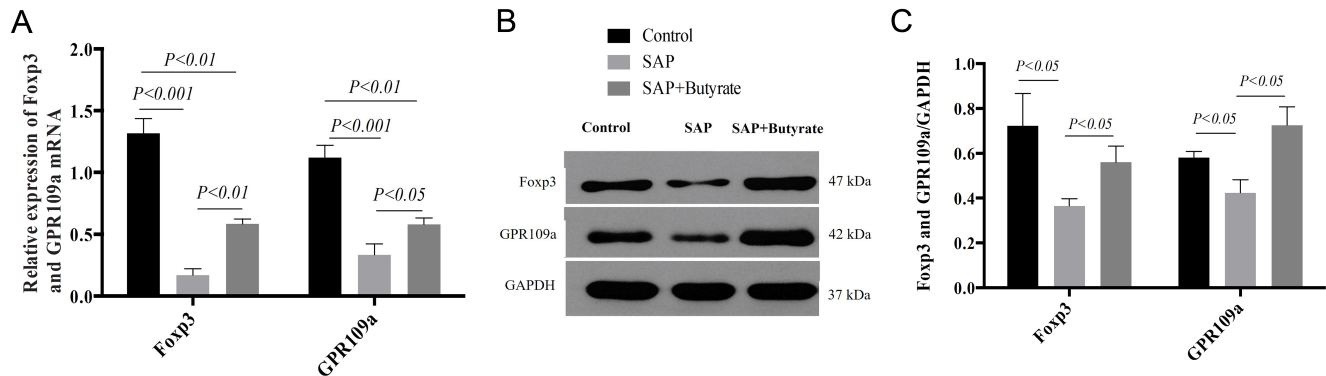 A
Relative expression of Foxp3
and GPR109a mRNA
2.0
1.5
1.0
0.5
0.0
P<0.01
P<0.001
P<0.01
P<0.01
P<0.001
P<0.05
Foxp3
GPR109a
B
Control
SAP
SAP+Butyrate
Control SAP SAP+Butyrate
Foxp3 47 kDa
GPR109a 42 kDa
GAPDH 37 kDa
C
Foxp3 and GPR109a/GAPDH
1.0
0.8
0.6
0.4
0.2
0.0
P<0.05
P<0.05
P<0.05
P<0.05
Foxp3
GPR109a